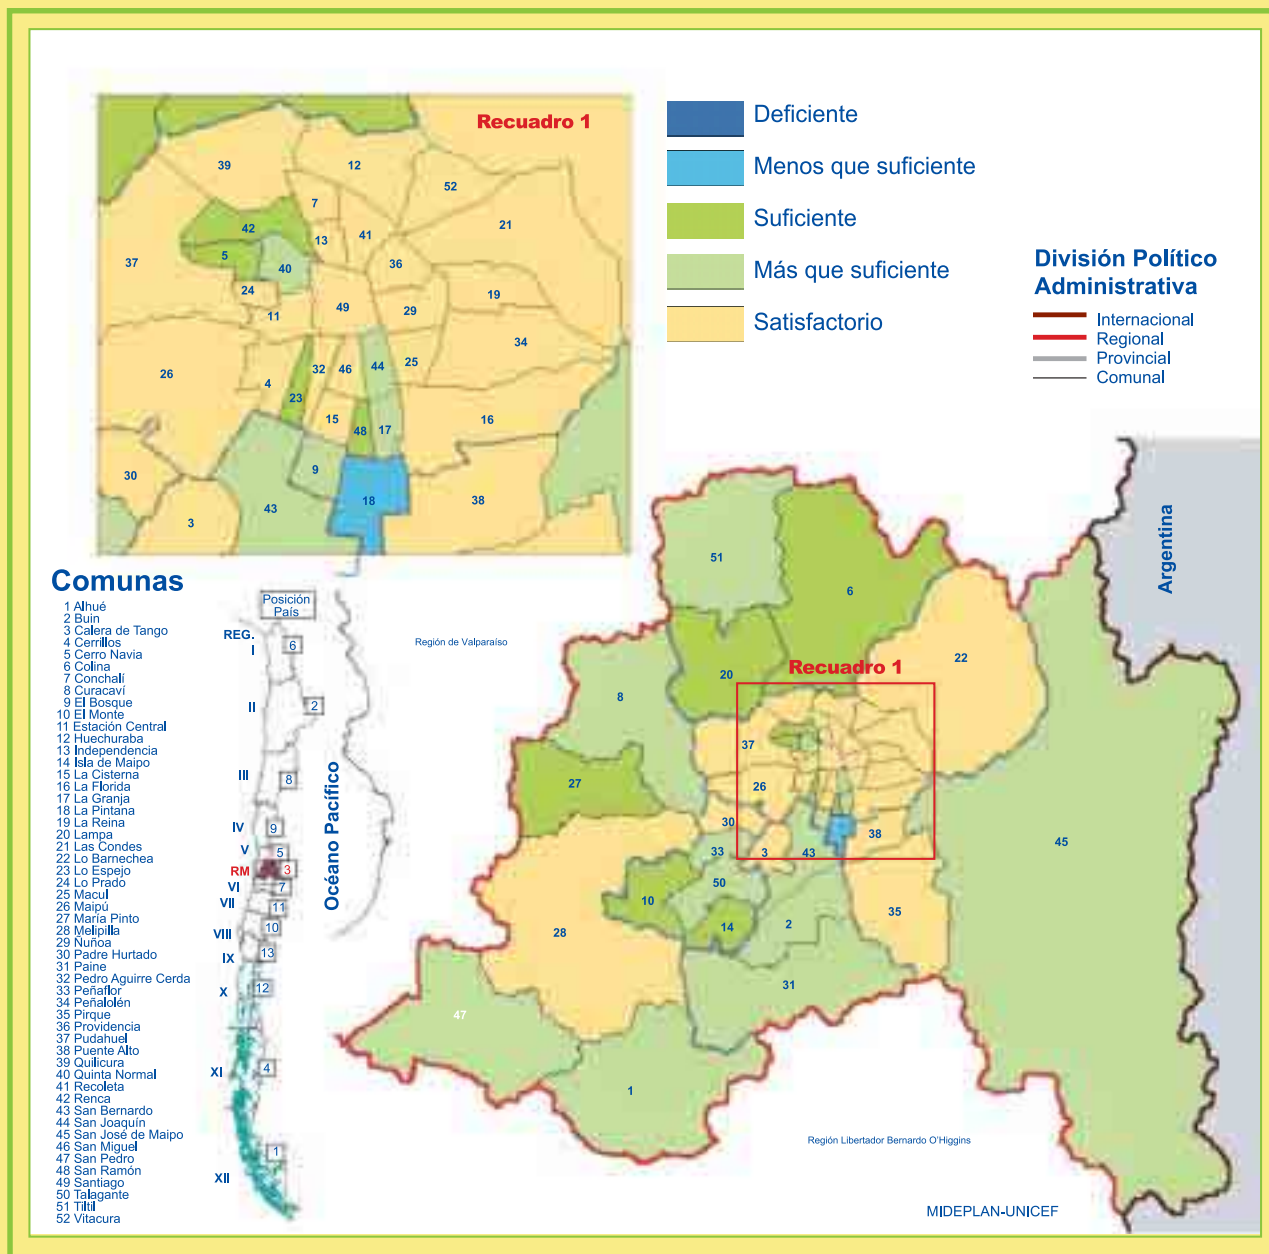 Recuadro 1
39
12
52
7
21
42
41
13
5
37
36
40
24
19
49
29
11
34
32
46
44
25
26
4
23
15
48
17
16
9
30
18
38
43
3
Deficiente
Menos que suficiente
Suficiente
Más que suficiente
Satisfactorio
División Político
Administrativa
Internacional
Regional
Provincial
Comunal
Comunas
1 Alhué
2 Buin
3 Calera de Tango
4 Cerrillos
5 Cerro Navia
6 Colina
7 Conchalí
8 Curacaví
9 El Bosque
10 El Monte
11 Estación Central
12 Huechuraba
13 Independencia
14 Isla de Maipo
15 La Cisterna
16 La Florida
17 La Granja
18 La Pintana
19 La Reina
20 Lampa
21 Las Condes
22 Lo Barnechea
23 Lo Espejo
24 Lo Prado
25 Macul
26 Maipú
27 María Pinto
28 Melipilla
29 Ñuñoa
30 Padre Hurtado
31 Paine
32 Pedro Aguirre Cerda
33 Peñaflor
34 Peñalolén
35 Pirque
36 Providencia
37 Pudahuel
38 Puente Alto
39 Quilicura
40 Quinta Normal
41 Recoleta
42 Renca
43 San Bernardo
44 San Joaquín
45 San José de Maipo
46 San Miguel
47 San Pedro
48 San Ramón
49 Santiago
50 Talagante
51 Tiltil
52 Vitacura
Posición
País
REG.
I
6
II
2
III
8
IV
9
V
5
RM
3
VI
7
VII
11
VIII
10
IX
13
X
12
XI
4
XII
1
Océano Pacífico
Región de Valparaíso
Argentina
51
6
22
20
Recuadro 1
8
37
27
26
30
38
33
3
43
45
50
10
35
14
2
28
31
47
1
Región Libertador Bernardo O'Higgins
MIDEPLAN-UNICEF